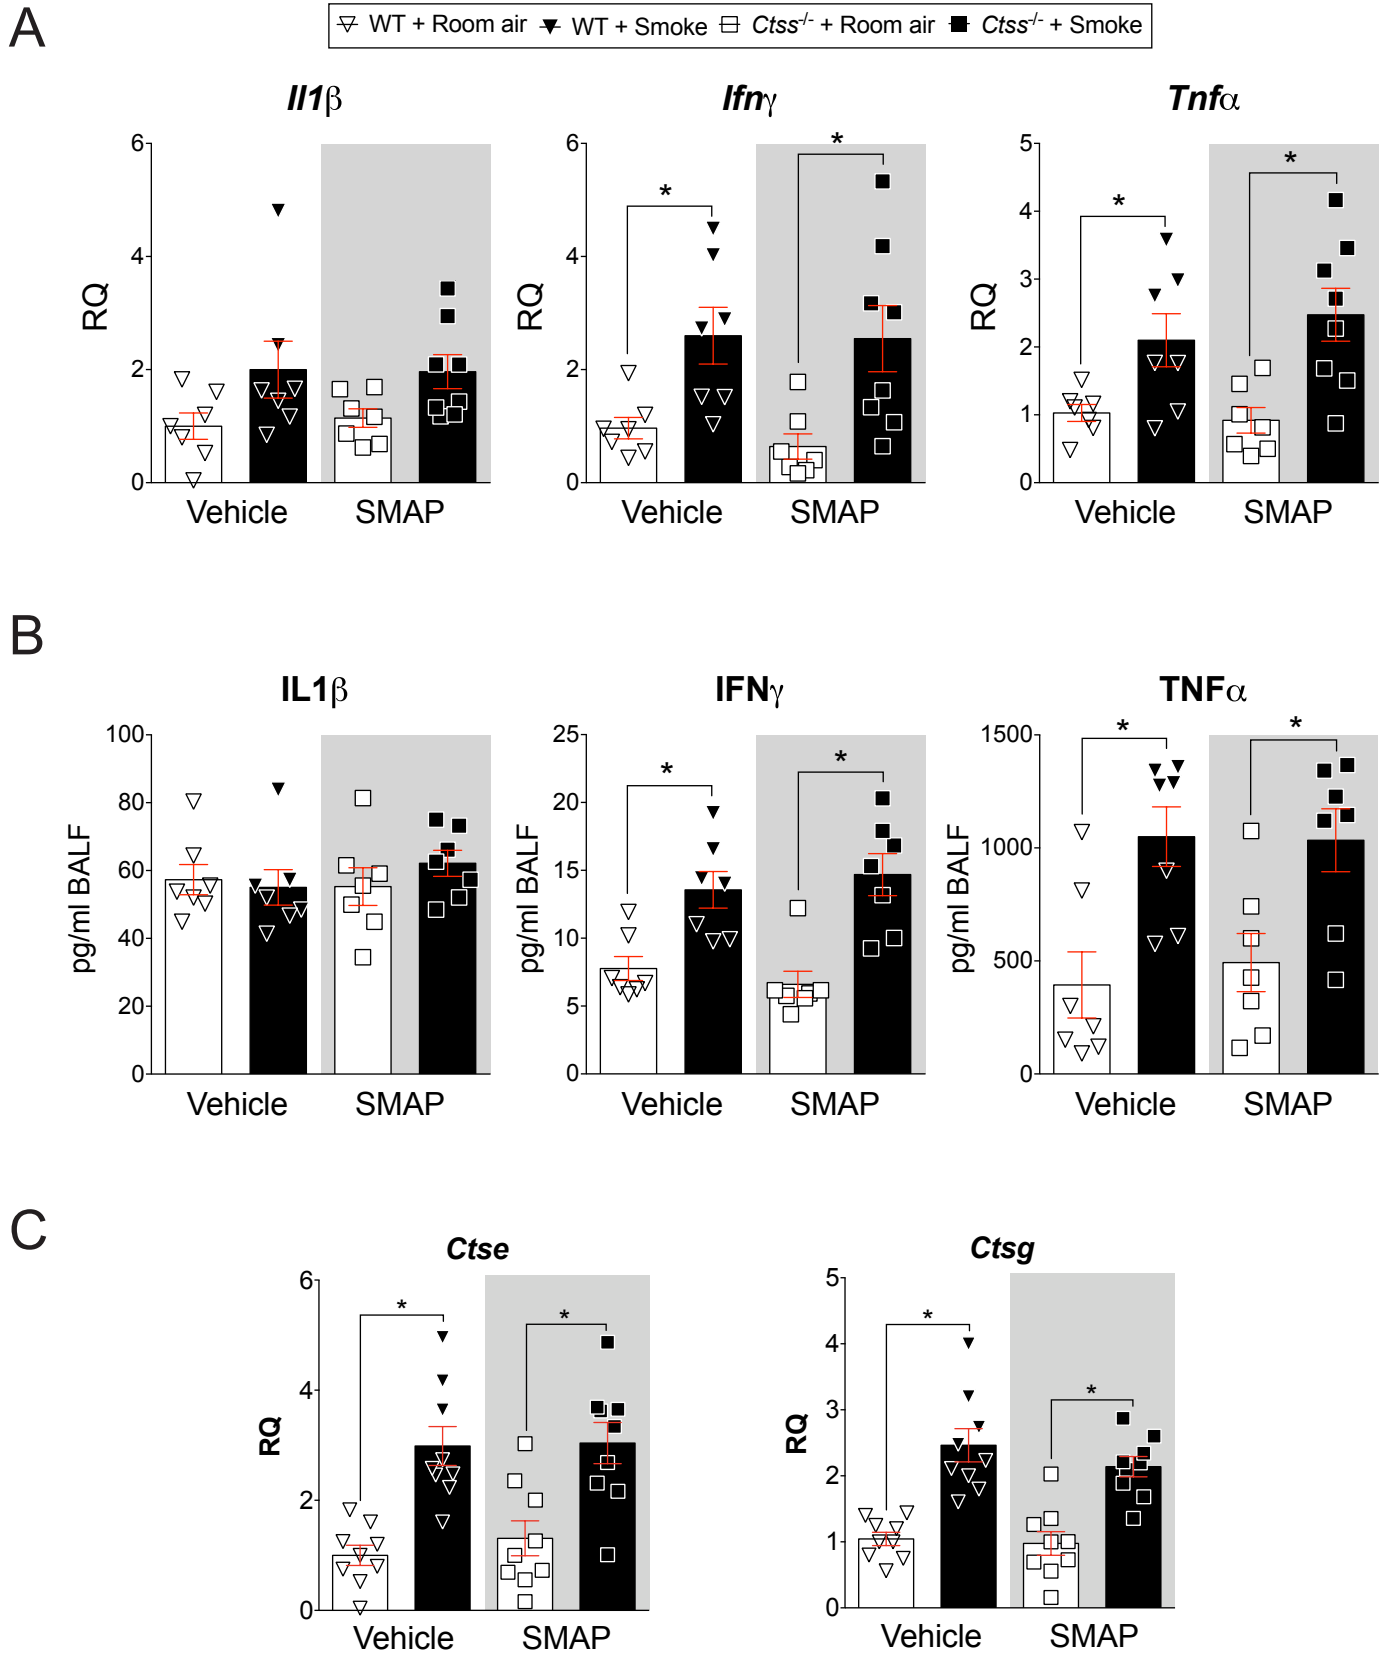 A
WT + Room air WT + Smoke Ctss-/- + Room air Ctss-/- + Smoke
Il1β Ifnγ Tnfα
RQ
6
4
2
0
Vehicle SMAP
RQ
6
4
2
0
* *
Vehicle SMAP
RQ
5
4
3
2
1
0
* *
Vehicle SMAP
B
IL1β IFNγ TNFα
pg/ml BALF
100
80
60
40
20
0
Vehicle SMAP
pg/ml BALF
25
20
15
10
5
0
* *
Vehicle SMAP
pg/ml BALF
1500
1000
500
0
* *
Vehicle SMAP
C
Ctse Ctsg
RQ
6
4
2
0
* *
Vehicle SMAP
RQ
5
4
3
2
1
0
* *
Vehicle SMAP